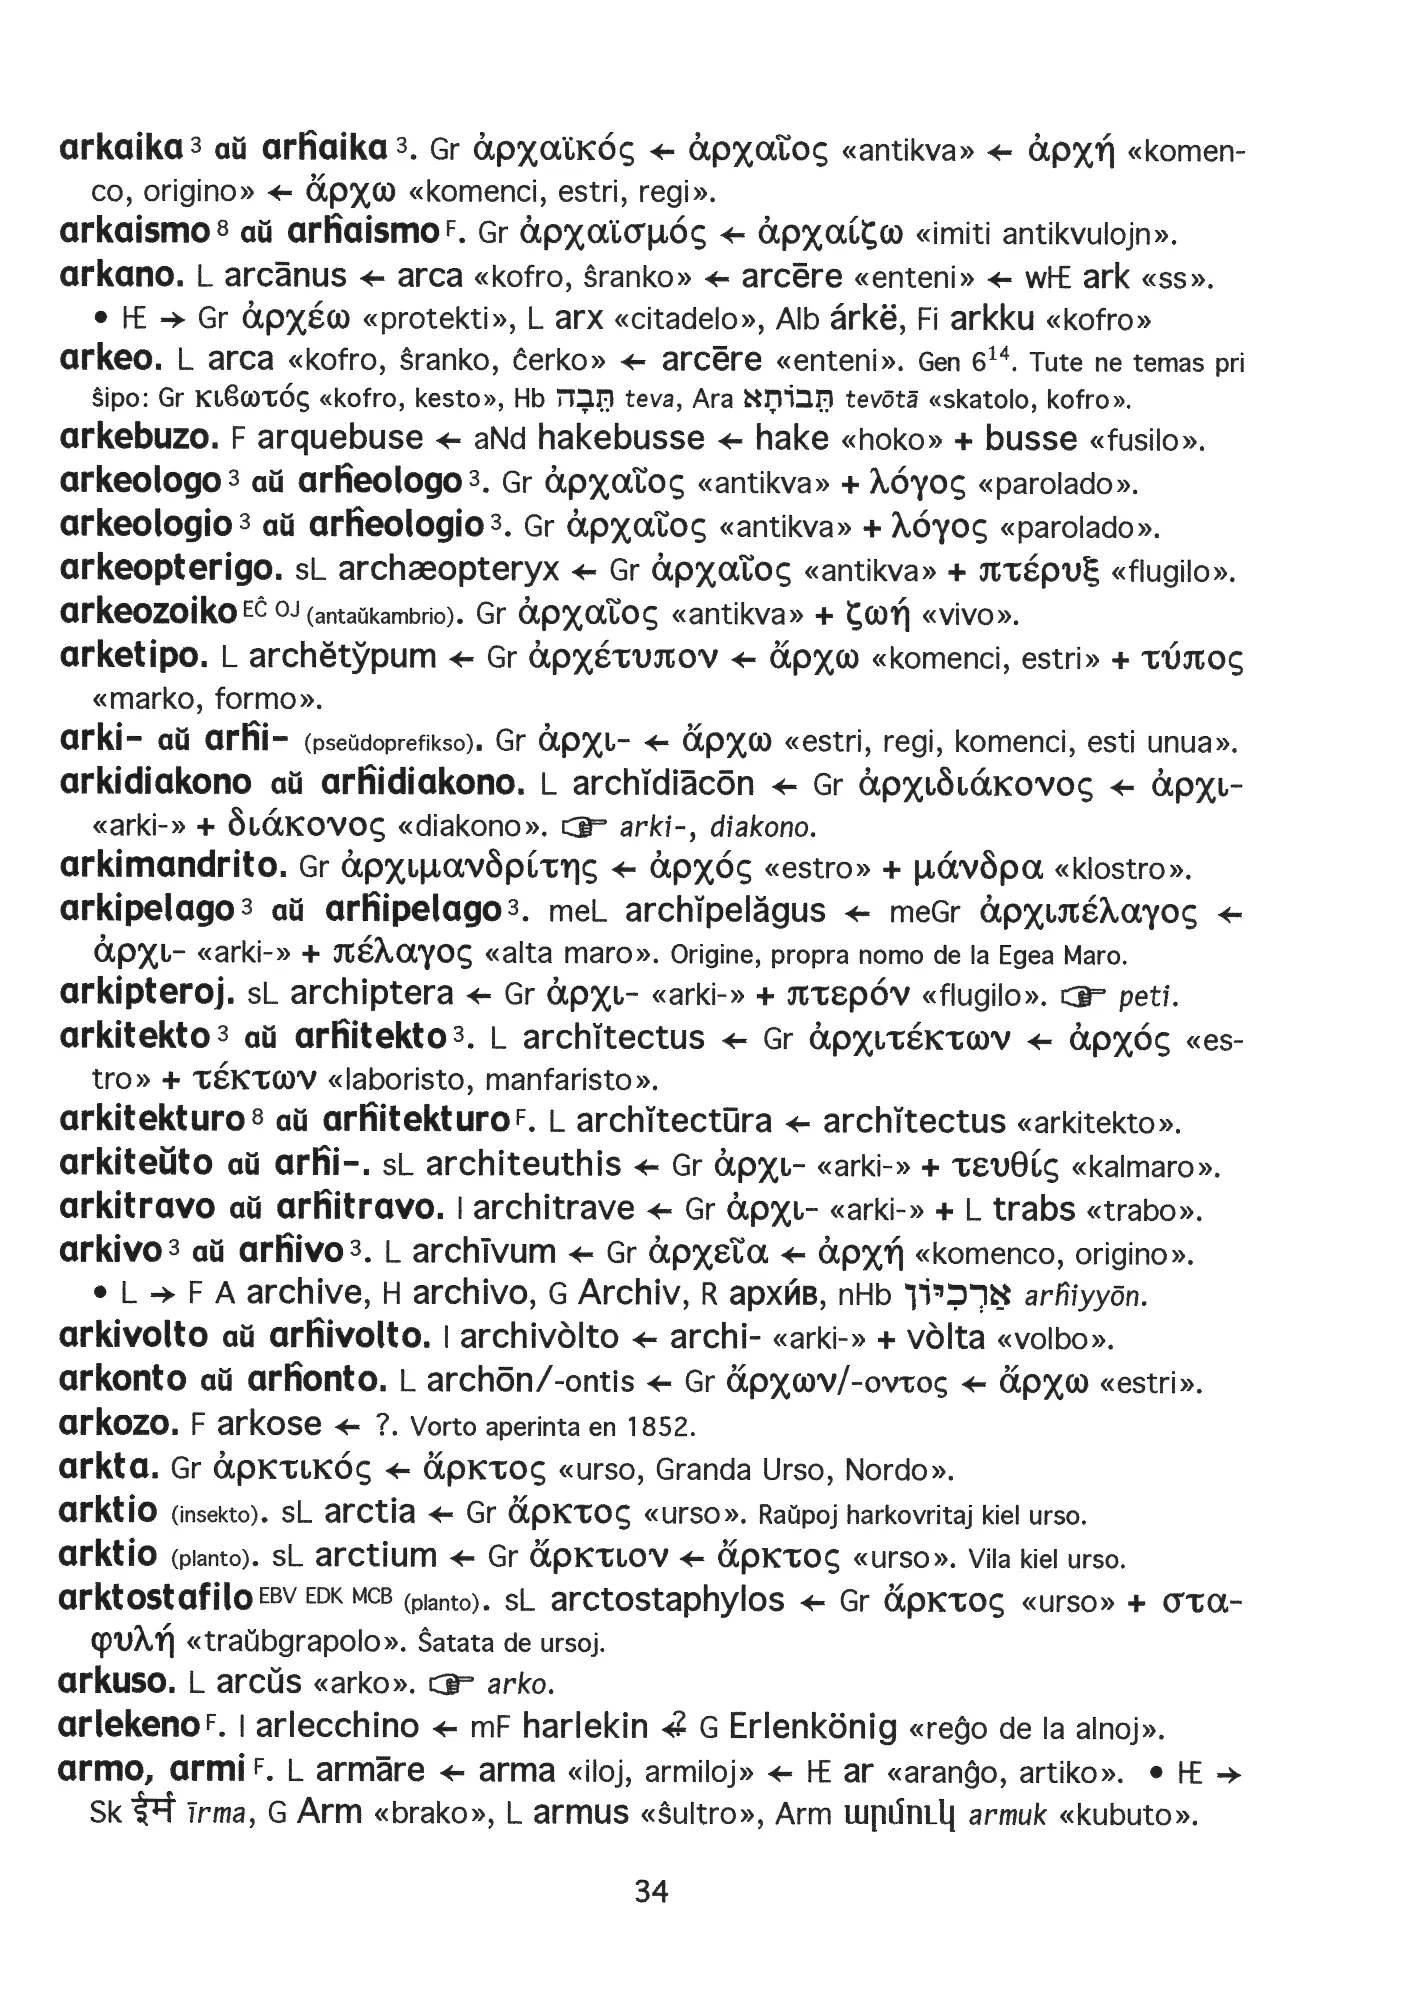 arkaika ³ aŭ arĥaika ³. Gr ἀρχαϊκός ← ἀρχαῖος «antikva» ← ἀρχή «komen-
co, origino» ← ἄρχω «komenci, estri, regi».
arkaismo ⁸ aŭ arĥaismo F. Gr ἀρχαϊσμός ← ἀρχαίζω «imiti antikvulojn».
arkano. L arcānus ← arca «kofro, ŝranko» ← arcēre «enteni» ← wIE ark «ss».
• IE → Gr ἀρχέω «protekti», L arx «citadelo», Alb árkë, Fi arkku «kofro»
arkeo. L arca «kofro, ŝranko, ĉerko» ← arcēre «enteni». Gen 6¹⁴. Tute ne temas pri
ŝipo: Gr κιβωτός «kofro, kesto», Hb תֵּבָה teva, Ara תֵּבוֹתָא tevōtā «skatolo, kofro».
arkebuzo. F arquebuse ← aNd hakebusse ← hake «hoko» + busse «fusilo».
arkeologo ³ aŭ arĥeologo ³. Gr ἀρχαῖος «antikva» + λόγος «parolado».
arkeologio ³ aŭ arĥeologio ³. Gr ἀρχαῖος «antikva» + λόγος «parolado».
arkeopterigo. sL archæopteryx ← Gr ἀρχαῖος «antikva» + πτέρυξ «flugilo».
arkeozoiko EĈ OJ (antaŭkambrio). Gr ἀρχαῖος «antikva» + ζωή «vivo».
arketipo. L archĕty̆pum ← Gr ἀρχέτυπον ← ἄρχω «komenci, estri» + τύπος
«marko, formo».
arki- aŭ arĥi- (pseŭdoprefikso). Gr ἀρχι- ← ἄρχω «estri, regi, komenci, esti unua».
arkidiakono aŭ arĥidiakono. L archĭdiācōn ← Gr ἀρχιδιάκονος ← ἀρχι-
«arki-» + διάκονος «diakono». ☞ arki-, diakono.
arkimandrito. Gr ἀρχιμανδρίτης ← ἀρχός «estro» + μάνδρα «klostro».
arkipelago ³ aŭ arĥipelago ³. meL archĭpelăgus ← meGr ἀρχιπέλαγος ←
ἀρχι- «arki-» + πέλαγος «alta maro». Origine, propra nomo de la Egea Maro.
arkipteroj. sL archiptera ← Gr ἀρχι- «arki-» + πτερόν «flugilo». ☞ peti.
arkitekto ³ aŭ arĥitekto ³. L archĭtectus ← Gr ἀρχιτέκτων ← ἀρχός «es-
tro» + τέκτων «laboristo, manfaristo».
arkitekturo ⁸ aŭ arĥitekturo F. L archĭtectūra ← archĭtectus «arkitekto».
arkiteŭto aŭ arĥi-. sL architeuthis ← Gr ἀρχι- «arki-» + τευθίς «kalmaro».
arkitravo aŭ arĥitravo. I architrave ← Gr ἀρχι- «arki-» + L trabs «trabo».
arkivo ³ aŭ arĥivo ³. L archīvum ← Gr ἀρχεῖα ← ἀρχή «komenco, origino».
• L → F A archive, H archivo, G Archiv, R архи́в, nHb אַרְכִיּוֹן arĥiyyōn.
arkivolto aŭ arĥivolto. I archivòlto ← archi- «arki-» + vòlta «volbo».
arkonto aŭ arĥonto. L archōn/-ontis ← Gr ἄρχων/-οντος ← ἄρχω «estri».
arkozo. F arkose ← ?. Vorto aperinta en 1852.
arkta. Gr ἀρκτικός ← ἄρκτος «urso, Granda Urso, Nordo».
arktio (insekto). sL arctia ← Gr ἄρκτος «urso». Raŭpoj harkovritaj kiel urso.
arktio (planto). sL arctium ← Gr ἄρκτιον ← ἄρκτος «urso». Vila kiel urso.
arktostafilo EBV EDK MCB (planto). sL arctostaphylos ← Gr ἄρκτος «urso» + στα-
φυλή «traŭbgrapolo». Ŝatata de ursoj.
arkuso. L arcŭs «arko». ☞ arko.
arlekeno F. I arlecchino ← mF harlekin ←? G Erlenkönig «reĝo de la alnoj».
armo, armi F. L armāre ← arma «iloj, armiloj» ← IE ar «aranĝo, artiko». • IE →
Sk ईर्म īrma, G Arm «brako», L armus «ŝultro», Arm արմուկ armuk «kubuto».
34